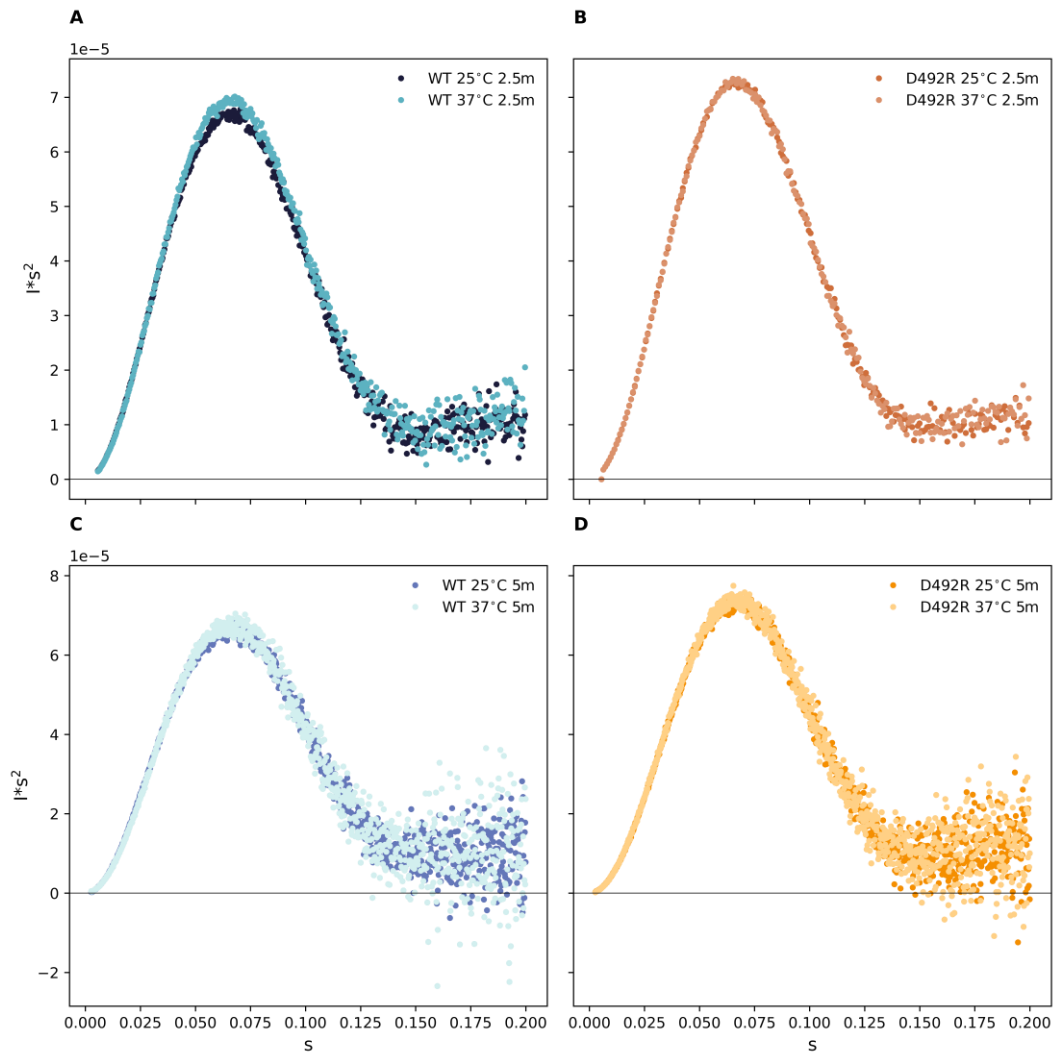 A
B
1e−5
WT 25°C 2.5m
WT 37°C 2.5m
D492R 25°C 2.5m
D492R 37°C 2.5m
7
6
5
4
3
2
1
0
I*s²
C
D
1e−5
WT 25°C 5m
WT 37°C 5m
D492R 25°C 5m
D492R 37°C 5m
8
6
4
2
0
−2
I*s²
0.000 0.025 0.050 0.075 0.100 0.125 0.150 0.175 0.200
0.000 0.025 0.050 0.075 0.100 0.125 0.150 0.175 0.200
s
s